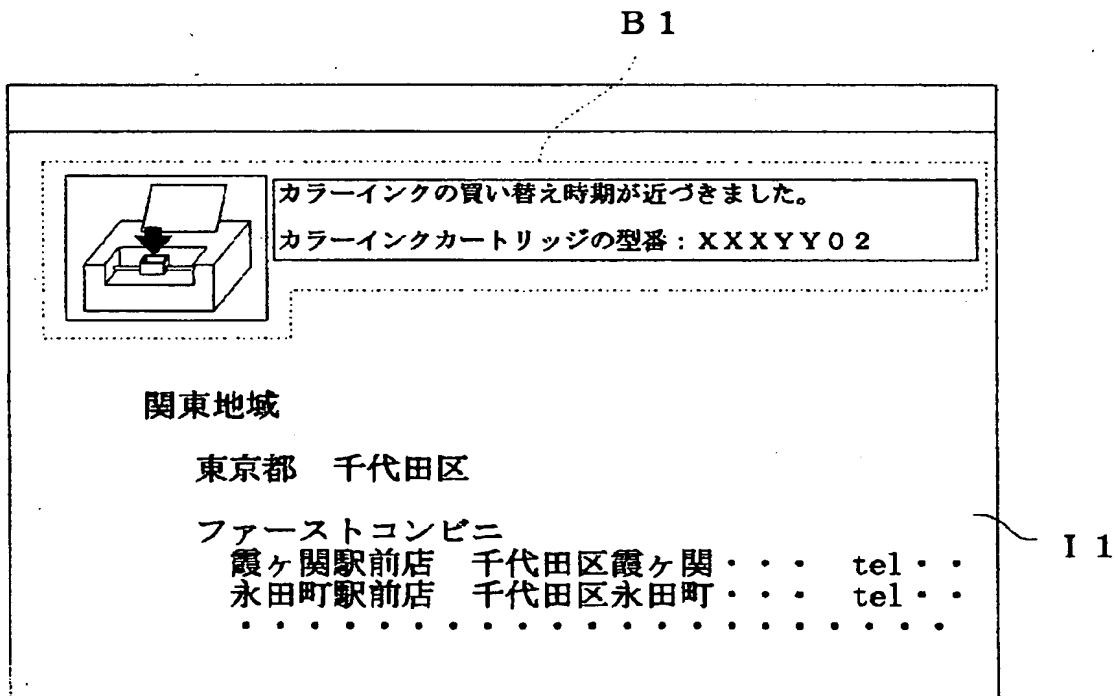 B 1
カラーインクの買い替え時期が近づきました。
カラーインクカートリッジの型番：XXXYY02
関東地域
東京都　千代田区
ファーストコンビニ
霞ヶ関駅前店　千代田区霞ヶ関・・・　tel・・
永田町駅前店　千代田区永田町・・・　tel・・
・・・・・・・・・・・・・・・・・・・・・
I 1